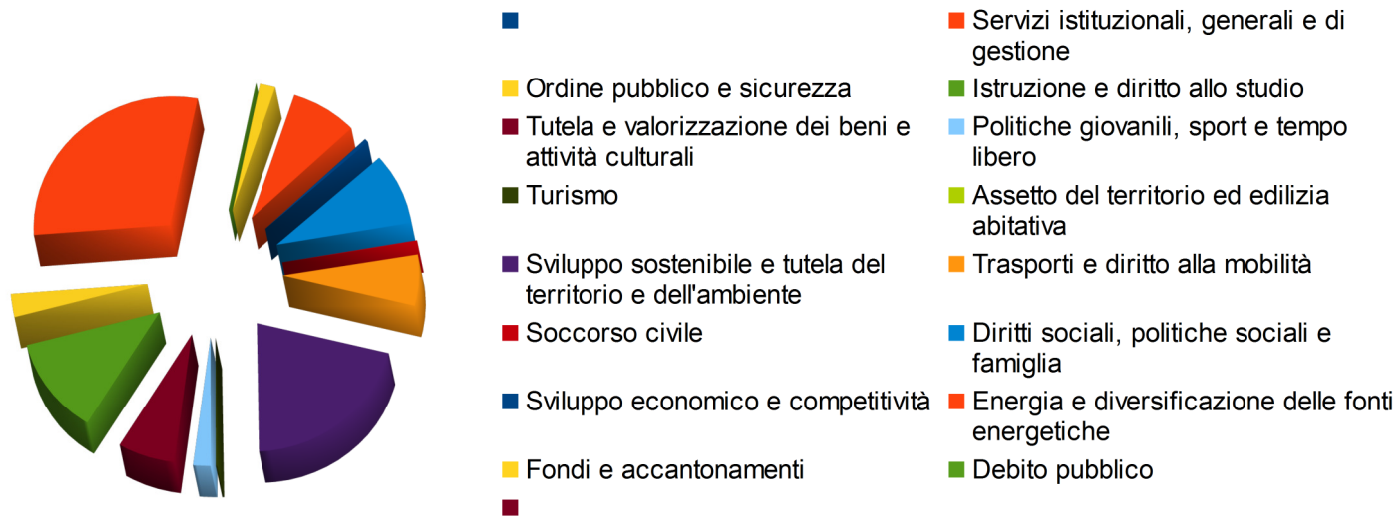 Servizi istituzionali, generali e di
gestione
Ordine pubblico e sicurezza
Istruzione e diritto allo studio
Tutela e valorizzazione dei beni e
attività culturali
Politiche giovanili, sport e tempo
libero
Turismo
Assetto del territorio ed edilizia
abitativa
Sviluppo sostenibile e tutela del
territorio e dell'ambiente
Trasporti e diritto alla mobilità
Soccorso civile
Diritti sociali, politiche sociali e
famiglia
Sviluppo economico e competitività
Energia e diversificazione delle fonti
energetiche
Fondi e accantonamenti
Debito pubblico